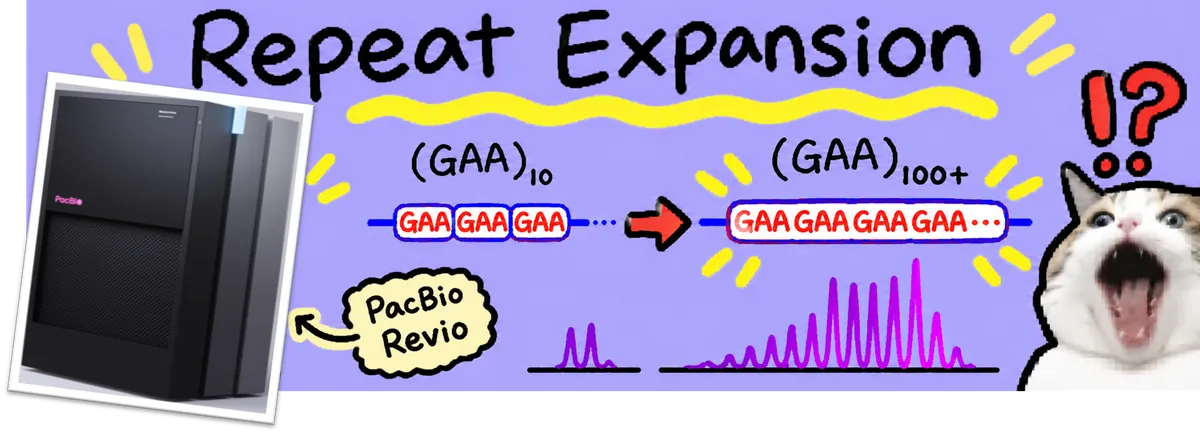 Repeat Expansion
!?
(GAA)10
(GAA)100+
GAA GAA GAA ...
GAA GAA GAA GAA ...
PacBio
PacBio
Revio